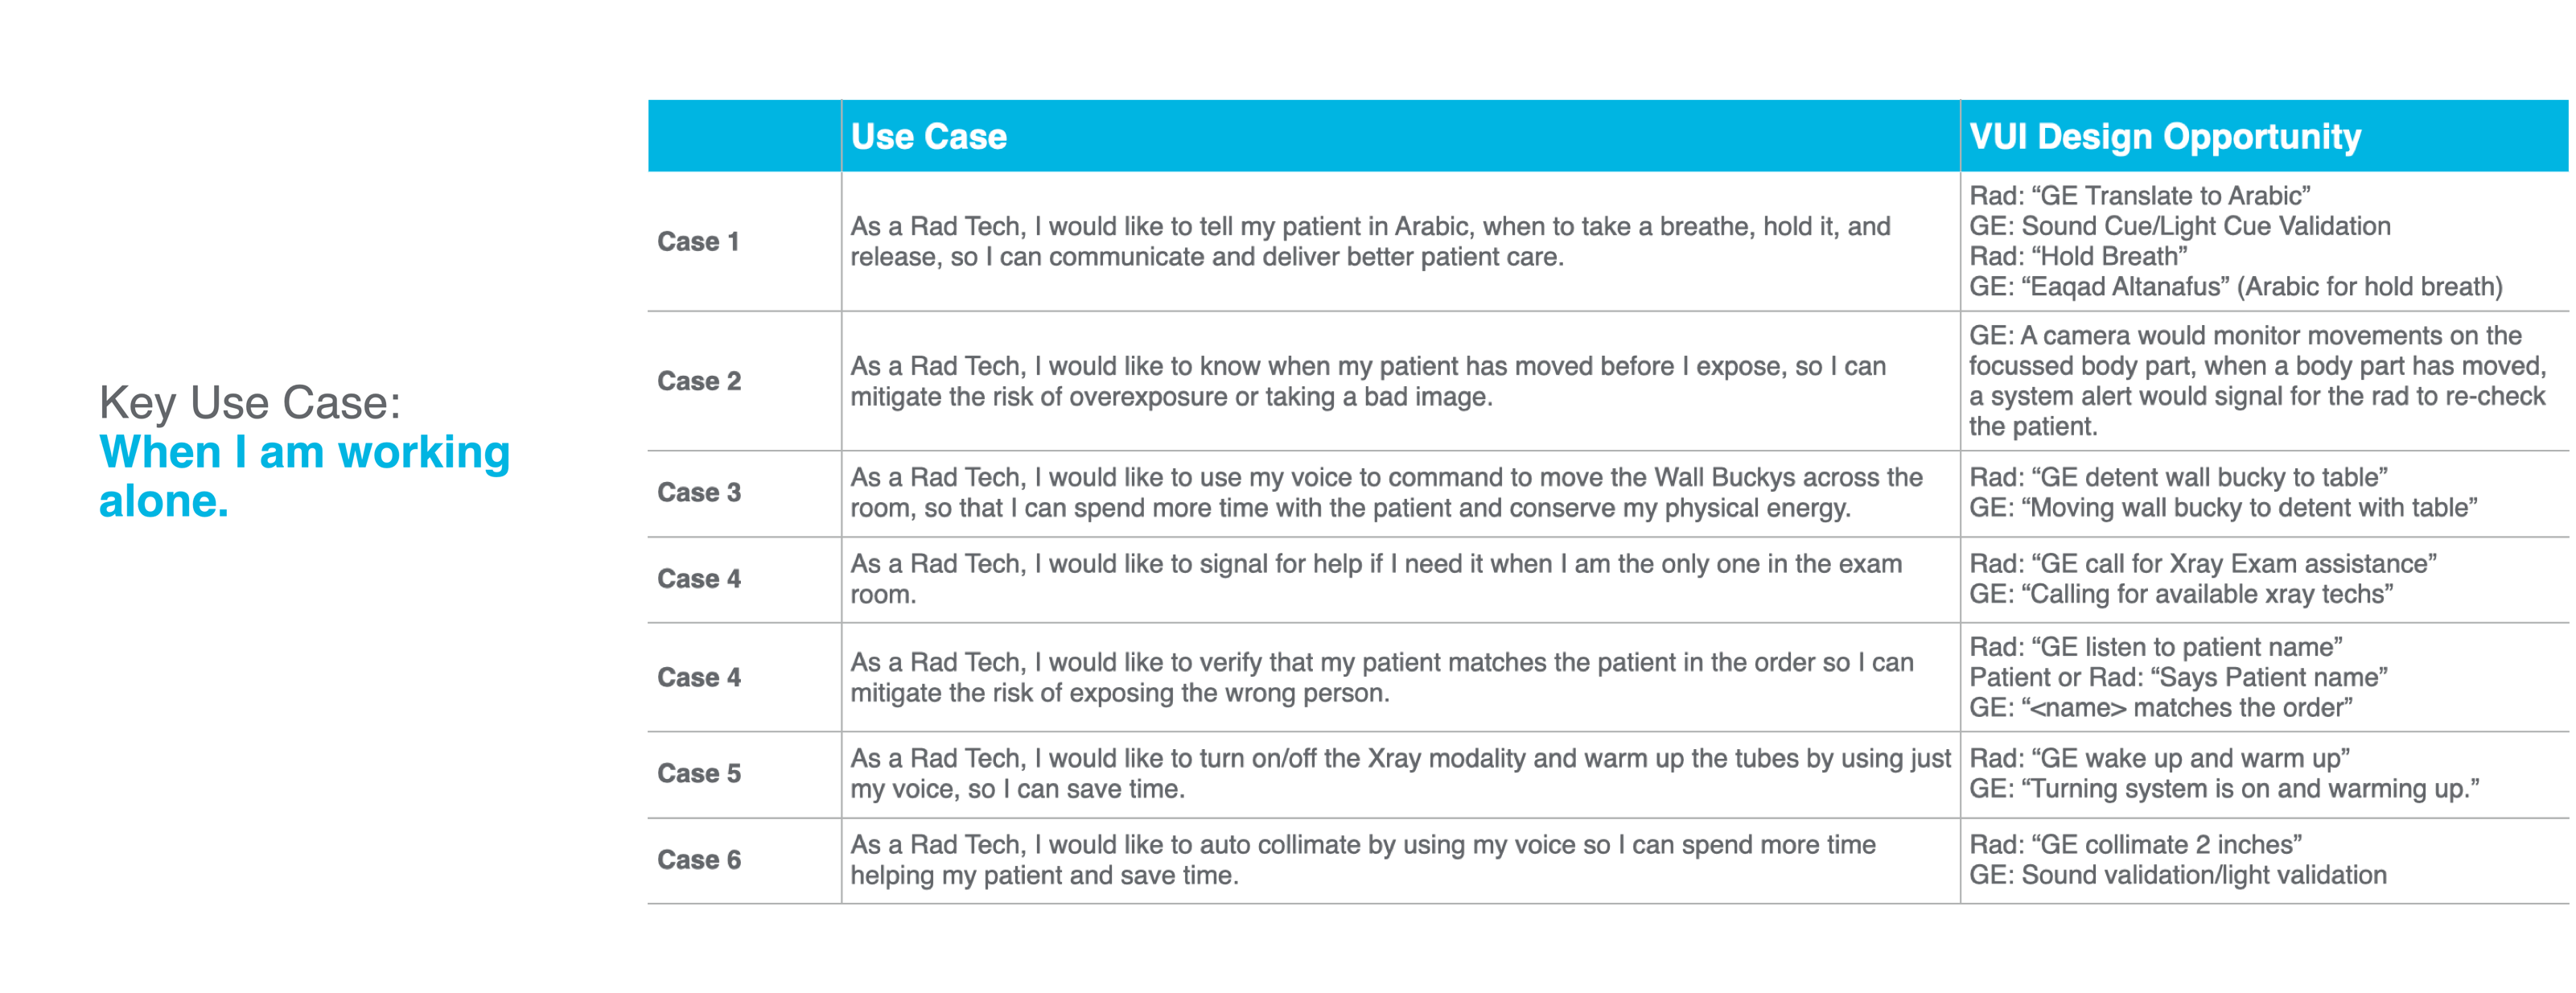 Key Use Case:
When I am working
alone.
Use Case
VUI Design Opportunity
Case 1
As a Rad Tech, I would like to tell my patient in Arabic, when to take a breathe, hold it, and
release, so I can communicate and deliver better patient care.
Rad: “GE Translate to Arabic”
GE: Sound Cue/Light Cue Validation
Rad: “Hold Breath”
GE: “Eaqad Altanafus” (Arabic for hold breath)
Case 2
As a Rad Tech, I would like to know when my patient has moved before I expose, so I can
mitigate the risk of overexposure or taking a bad image.
GE: A camera would monitor movements on the
focussed body part, when a body part has moved,
a system alert would signal for the rad to re-check
the patient.
Case 3
As a Rad Tech, I would like to use my voice to command to move the Wall Buckys across the
room, so that I can spend more time with the patient and conserve my physical energy.
Rad: “GE detent wall bucky to table”
GE: “Moving wall bucky to detent with table”
Case 4
As a Rad Tech, I would like to signal for help if I need it when I am the only one in the exam
room.
Rad: “GE call for Xray Exam assistance”
GE: “Calling for available xray techs”
Case 4
As a Rad Tech, I would like to verify that my patient matches the patient in the order so I can
mitigate the risk of exposing the wrong person.
Rad: “GE listen to patient name”
Patient or Rad: “Says Patient name”
GE: “<name> matches the order”
Case 5
As a Rad Tech, I would like to turn on/off the Xray modality and warm up the tubes by using just
my voice, so I can save time.
Rad: “GE wake up and warm up”
GE: “Turning system is on and warming up.”
Case 6
As a Rad Tech, I would like to auto collimate by using my voice so I can spend more time
helping my patient and save time.
Rad: “GE collimate 2 inches”
GE: Sound validation/light validation